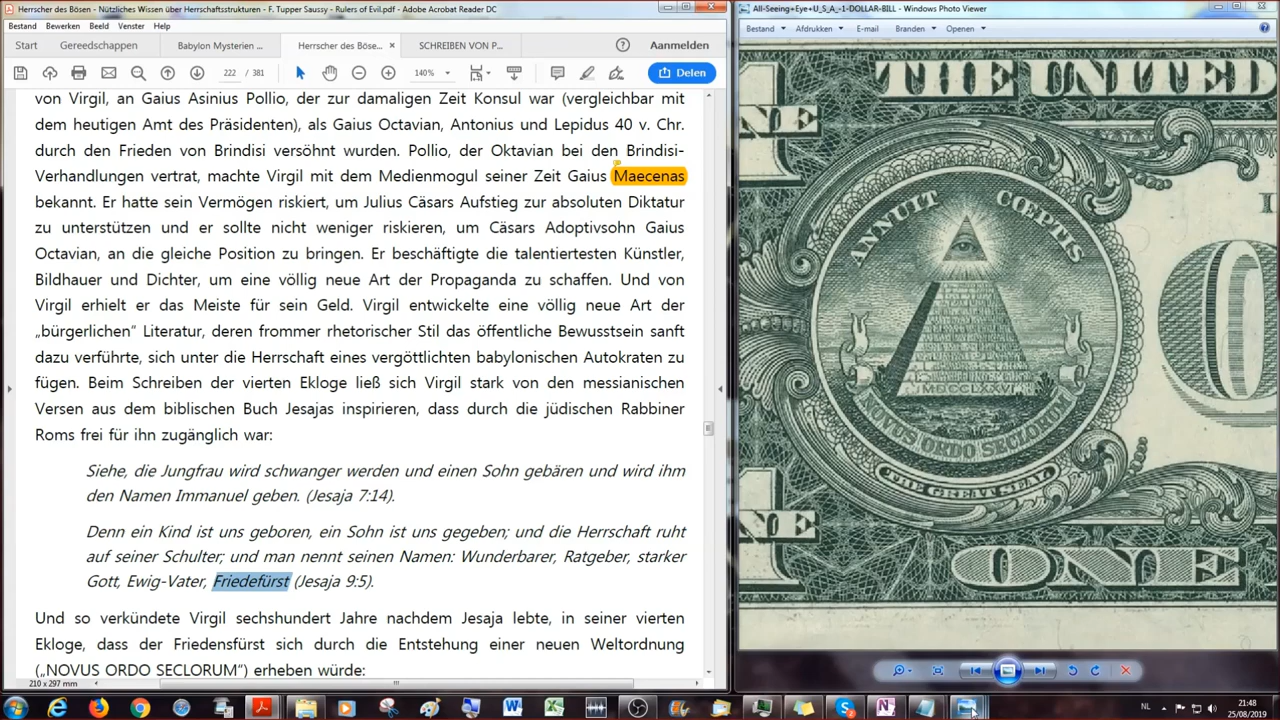 Herrscher des Bösen - Nützliches Wissen über Herrschaftsstrukturen - F. Tupper Saussy - Rulers of Evil.pdf - Adobe Acrobat Reader DC
Bestand Bewerken Beeld Venster Help
Start Gereedschappen Babylon Mysterien ... Herrscher des Böse... × SCHREIBEN VON P... Aanmelden
222 / 381 140% Delen
von Virgil, an Gaius Asinius Pollio, der zur damaligen Zeit Konsul war (vergleichbar mit
dem heutigen Amt des Präsidenten), als Gaius Octavian, Antonius und Lepidus 40 v. Chr.
durch den Frieden von Brindisi versöhnt wurden. Pollio, der Oktavian bei den Brindisi-
Verhandlungen vertrat, machte Virgil mit dem Medienmogul seiner Zeit Gaius Maecenas
bekannt. Er hatte sein Vermögen riskiert, um Julius Cäsars Aufstieg zur absoluten Diktatur
zu unterstützen und er sollte nicht weniger riskieren, um Cäsars Adoptivsohn Gaius
Octavian, an die gleiche Position zu bringen. Er beschäftigte die talentiertesten Künstler,
Bildhauer und Dichter, um eine völlig neue Art der Propaganda zu schaffen. Und von
Virgil erhielt er das Meiste für sein Geld. Virgil entwickelte eine völlig neue Art der
„bürgerlichen“ Literatur, deren frommer rhetorischer Stil das öffentliche Bewusstsein sanft
dazu verführte, sich unter die Herrschaft eines vergöttlichten babylonischen Autokraten zu
fügen. Beim Schreiben der vierten Ekloge ließ sich Virgil stark von den messianischen
Versen aus dem biblischen Buch Jesajas inspirieren, dass durch die jüdischen Rabbiner
Roms frei für ihn zugänglich war:
Siehe, die Jungfrau wird schwanger werden und einen Sohn gebären und wird ihm
den Namen Immanuel geben. (Jesaja 7:14).
Denn ein Kind ist uns geboren, ein Sohn ist uns gegeben; und die Herrschaft ruht
auf seiner Schulter; und man nennt seinen Namen: Wunderbarer, Ratgeber, starker
Gott, Ewig-Vater, Friedefürst (Jesaja 9:5).
Und so verkündete Virgil sechshundert Jahre nachdem Jesaja lebte, in seiner vierten
Ekloge, dass der Friedensfürst sich durch die Entstehung einer neuen Weltordnung
(„NOVUS ORDO SECLORUM“) erheben würde:
210 x 297 mm
All-Seeing+Eye+U_S_A_-1-DOLLAR-BILL - Windows Photo Viewer
Bestand Afdrukken E-mail Branden Openen
THE UNITED
NE
ANNUIT CŒPTIS
MDCCLXXVI
NOVUS ORDO SECLORUM
THE GREAT SEAL
NE
ONE
NL 21:48
25/08/2019